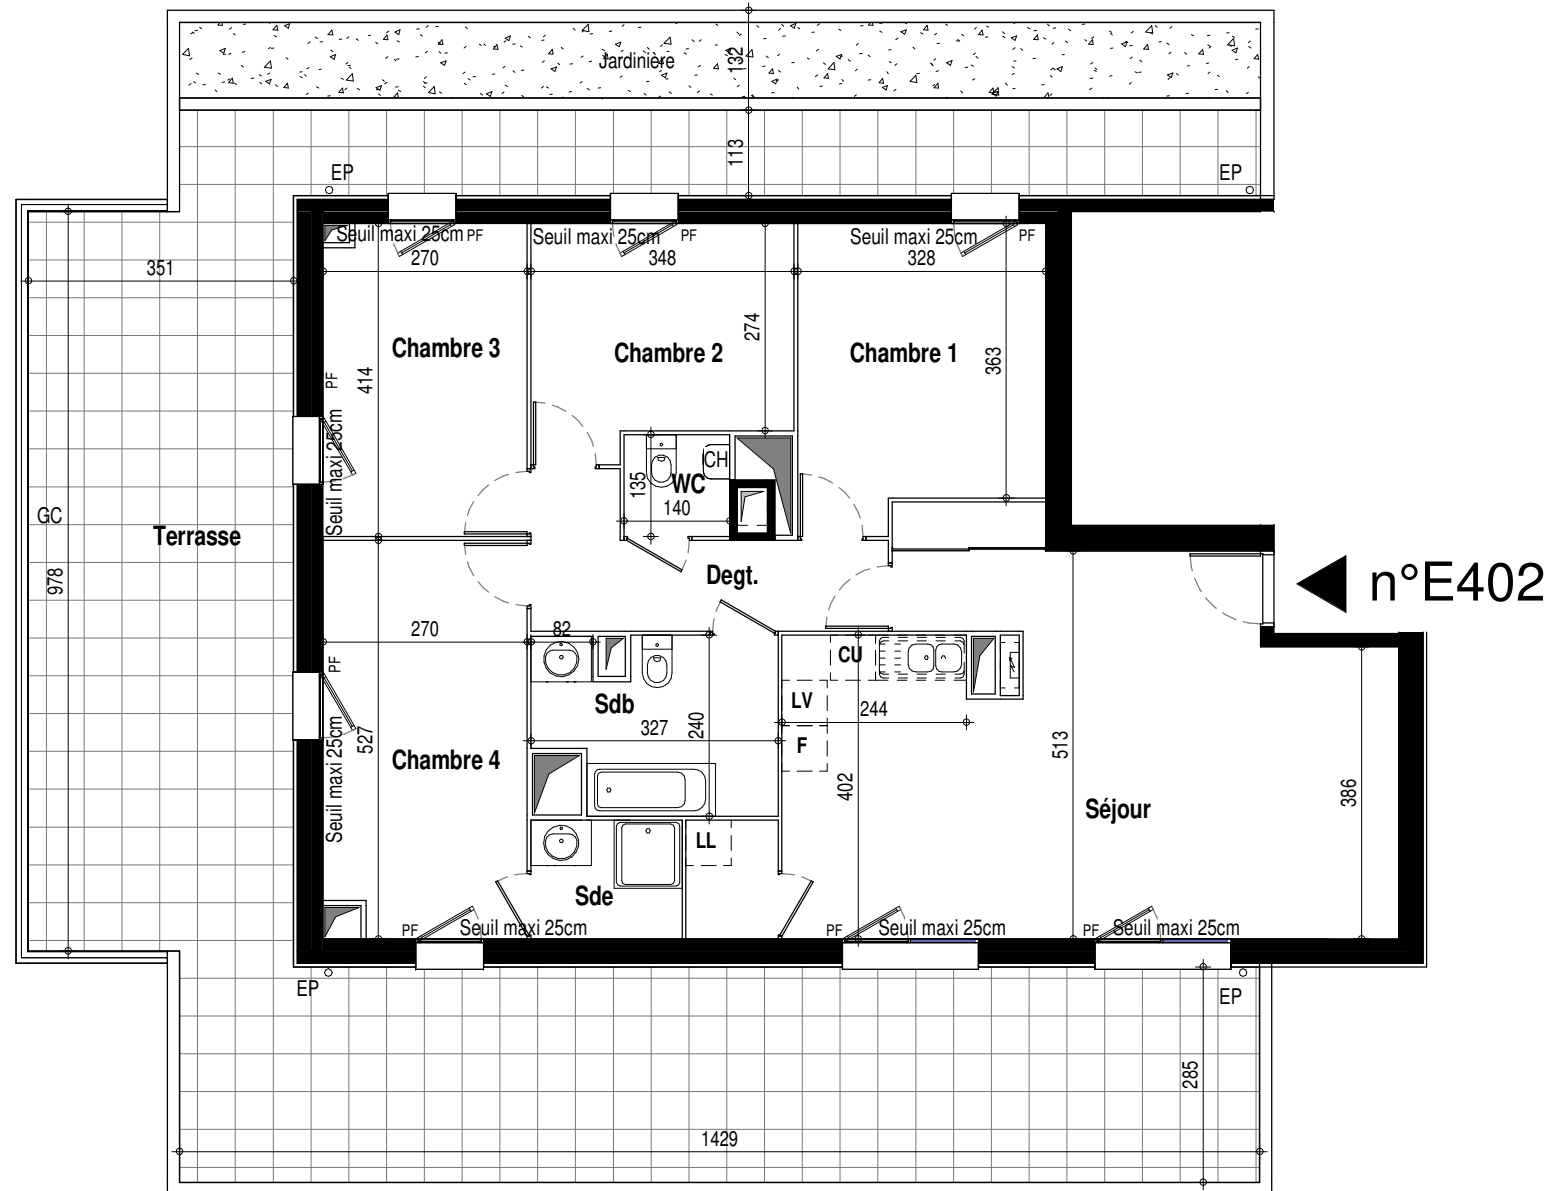 Jardinière
132
113
EP
EP
Seuil maxi 25cm PF
Seuil maxi 25cm PF
Seuil maxi 25cm PF
351
270
348
328
Chambre 3
Chambre 2
Chambre 1
274
363
414
PF
Seuil maxi 25cm
CH
WC
135
140
GC
Terrasse
978
Degt.
n°E402
270
82
PF
CU
LV
244
F
Sdb
327
240
Seuil maxi 25cm
527
Chambre 4
402
513
Séjour
386
LL
Sde
PF Seuil maxi 25cm
PF Seuil maxi 25cm
PF Seuil maxi 25cm
EP
EP
285
1429